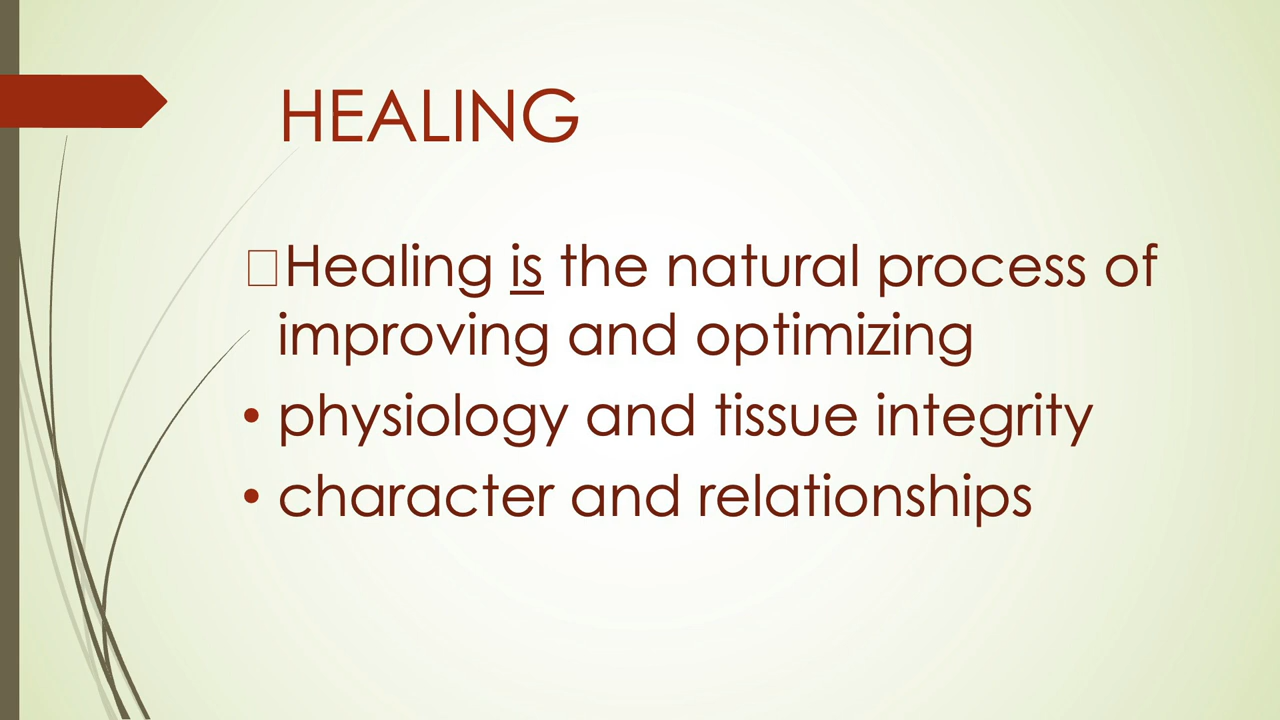 HEALING
Healing is the natural process of
improving and optimizing
• physiology and tissue integrity
• character and relationships